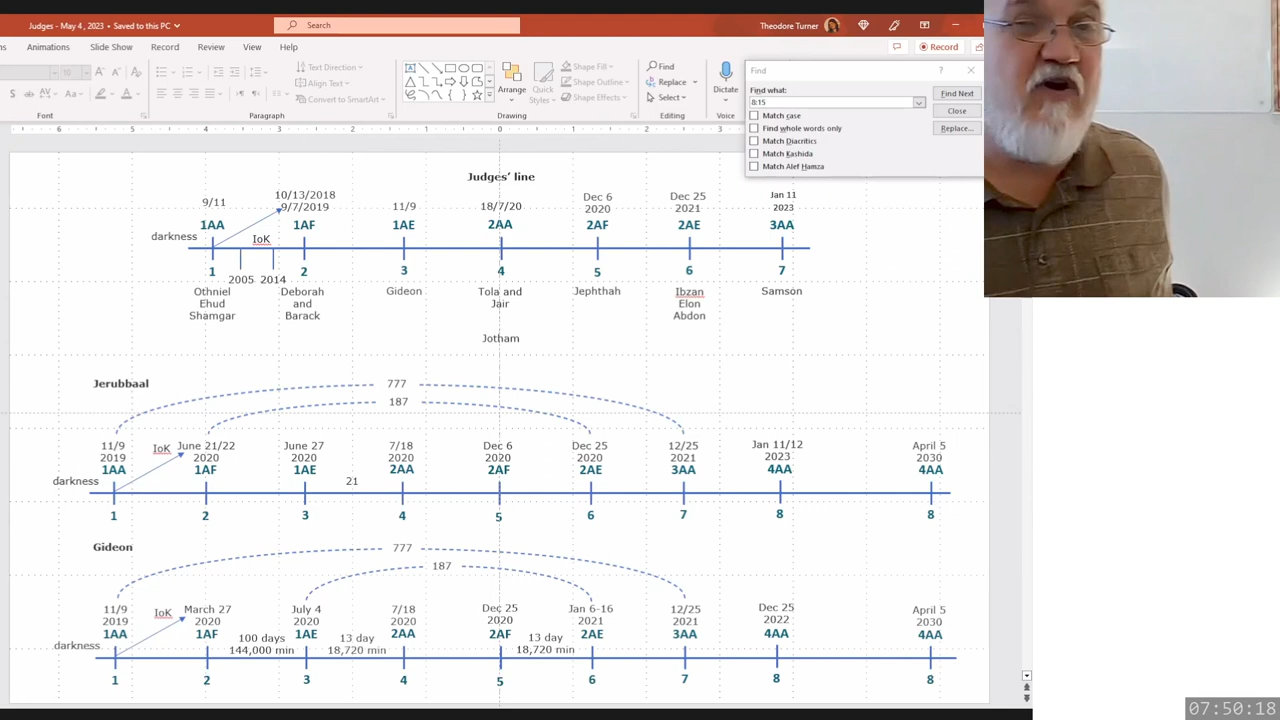 Judges - May 4, 2023 • Saved to this PC
Search
Theodore Turner
Animations Slide Show Record Review View Help
Record
Text Direction
Align Text
Convert to SmartArt
Arrange
Quick Styles
Shape Fill
Shape Outline
Shape Effects
Find
Replace
Select
Dictate
Font Paragraph Drawing Editing Voice
Find
Find what:
8:15
Find Next
Close
Replace...
Match case
Find whole words only
Match Diacritics
Match Kashida
Match Alef Hamza
6 5 4 3 2 1 0 1 2
Judges' line
9/11
10/13/2018
9/7/2019
11/9
18/7/20
Dec 6
2020
Dec 25
2021
Jan 11
2023
1AA 1AF 1AE 2AA 2AF 2AE 3AA
darkness
IoK
1 2 3 4 5 6 7
2005 2014
Othniel
Ehud
Shamgar
Deborah
and
Barack
Gideon
Tola and
Jair
Jephthah
Ibzan
Elon
Abdon
Samson
Jotham
Jerubbaal
777
187
11/9
2019
1AA
IoK
June 21/22
2020
1AF
June 27
2020
1AE
7/18
2020
2AA
Dec 6
2020
2AF
Dec 25
2020
2AE
12/25
2021
3AA
Jan 11/12
2023
4AA
April 5
2030
4AA
darkness
21
1 2 3 4 5 6 7 8 8
Gideon
777
187
11/9
2019
1AA
IoK
March 27
2020
1AF
100 days
144,000 min
July 4
2020
1AE
13 day
18,720 min
7/18
2020
2AA
Dec 25
2020
2AF
13 day
18,720 min
Jan 6-16
2021
2AE
12/25
2021
3AA
Dec 25
2022
4AA
April 5
2030
4AA
darkness
1 2 3 4 5 6 7 8 8
07:50:18